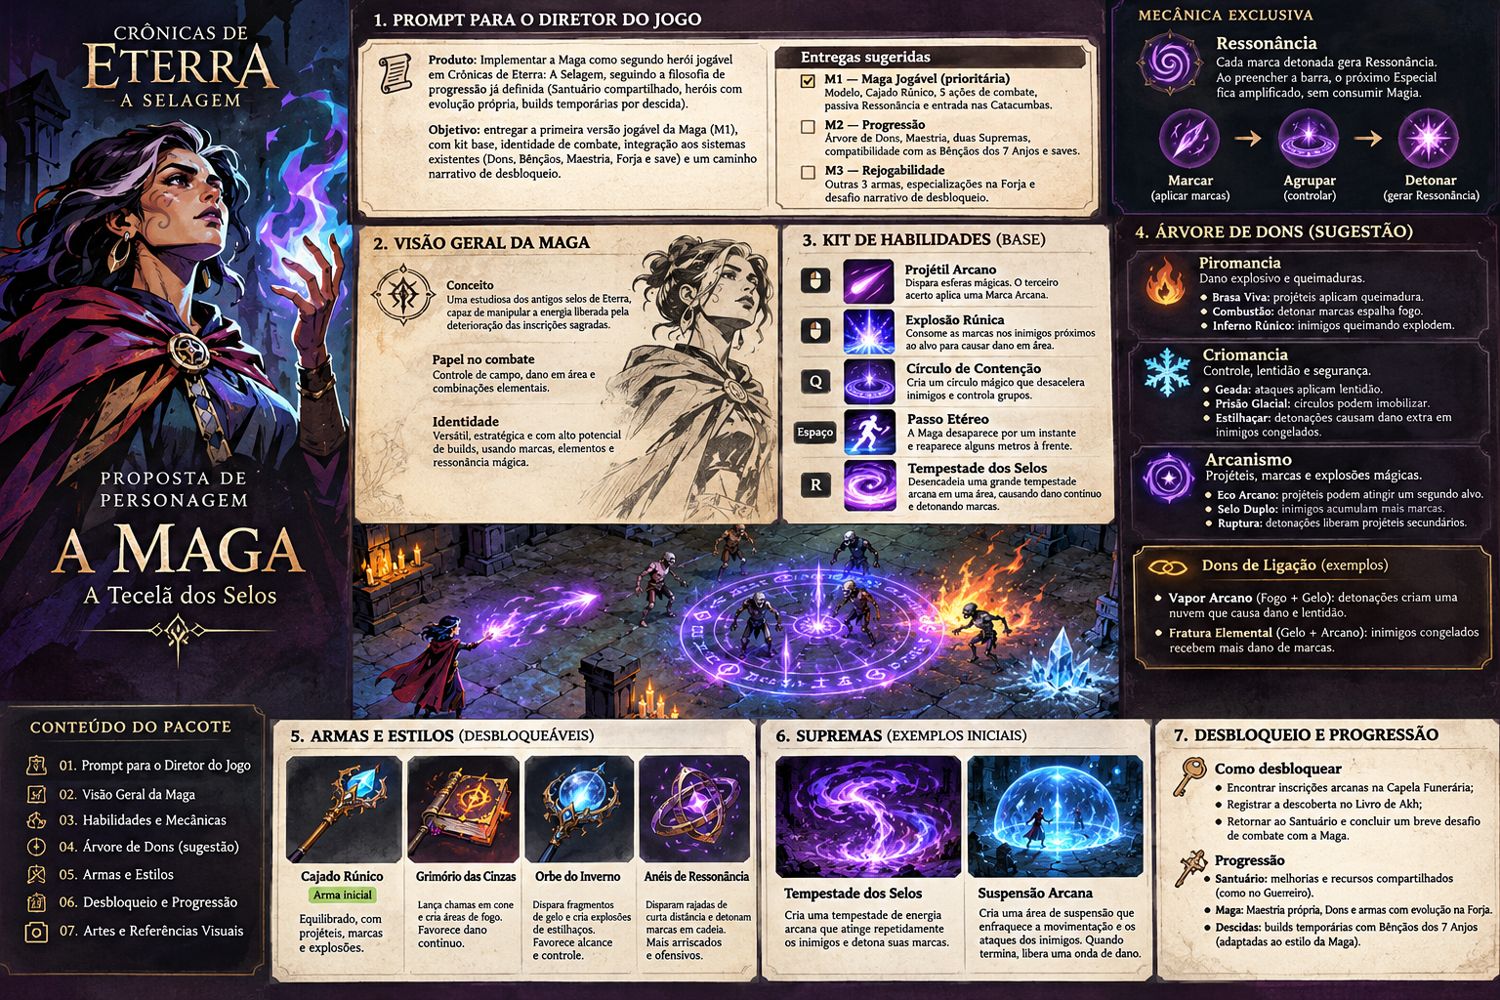 CRÔNICAS DE
ETERRA
A SELAGEM
PROPOSTA DE
PERSONAGEM
A MAGA
A Tecelã dos Selos
CONTEÚDO DO PACOTE
01. Prompt para o Diretor do Jogo
02. Visão Geral da Maga
03. Habilidades e Mecânicas
04. Árvore de Dons (sugestão)
05. Armas e Estilos
06. Desbloqueio e Progressão
07. Artes e Referências Visuais
1. PROMPT PARA O DIRETOR DO JOGO
Produto: Implementar a Maga como segundo herói jogável
em Crônicas de Eterra: A Selagem, seguindo a filosofia de
progressão já definida (Santuário compartilhado, heróis com
evolução própria, builds temporárias por descida).
Objetivo: entregar a primeira versão jogável da Maga (M1),
com kit base, identidade de combate, integração aos sistemas
existentes (Dons, Bênçãos, Maestria, Forja e save) e um caminho
narrativo de desbloqueio.
Entregas sugeridas
M1 — Maga Jogável (prioritária)
Modelo, Cajado Rúnico, 5 ações de combate,
passiva Ressonância e entrada nas Catacumbas.
M2 — Progressão
Árvore de Dons, Maestria, duas Supremas,
compatibilidade com as Bênçãos dos 7 Anjos e saves.
M3 — Rejogabilidade
Outras 3 armas, especializações na Forja e
desafio narrativo de desbloqueio.
MECÂNICA EXCLUSIVA
Ressonância
Cada marca detonada gera Ressonância.
Ao preencher a barra, o próximo Especial
fica amplificado, sem consumir Magia.
Marcar
(aplicar marcas)
Agrupar
(controlar)
Detonar
(gerar Ressonância)
2. VISÃO GERAL DA MAGA
Conceito
Uma estudiosa dos antigos selos de Eterra,
capaz de manipular a energia liberada pela
deterioração das inscrições sagradas.
Papel no combate
Controle de campo, dano em área e
combinações elementais.
Identidade
Versátil, estratégica e com alto potencial
de builds, usando marcas, elementos e
ressonância mágica.
3. KIT DE HABILIDADES (BASE)
Projétil Arcano
Dispara esferas mágicas. O terceiro
acerto aplica uma Marca Arcana.
Explosão Rúnica
Consome as marcas nos inimigos próximos
ao alvo para causar dano em área.
Q
Círculo de Contenção
Cria um círculo mágico que desacelera
inimigos e controla grupos.
Espaço
Passo Etéreo
A Maga desaparece por um instante
e reaparece alguns metros à frente.
R
Tempestade dos Selos
Desencadeia uma grande tempestade
arcana em uma área, causando dano contínuo
e detonando marcas.
4. ÁRVORE DE DONS (SUGESTÃO)
Piromancia
Dano explosivo e queimaduras.
• Brasa Viva: projéteis aplicam queimadura.
• Combustão: detonar marcas espalha fogo.
• Inferno Rúnico: inimigos queimando explodem.
Criomancia
Controle, lentidão e segurança.
• Geada: ataques aplicam lentidão.
• Prisão Glacial: círculos podem imobilizar.
• Estilhaçar: detonações causam dano extra em
inimigos congelados.
Arcanismo
Projéteis, marcas e explosões mágicas.
• Eco Arcano: projéteis podem atingir um segundo alvo.
• Selo Duplo: inimigos acumulam mais marcas.
• Ruptura: detonações liberam projéteis secundários.
Dons de Ligação (exemplos)
• Vapor Arcano (Fogo + Gelo): detonações criam uma
nuvem que causa dano e lentidão.
• Fratura Elemental (Gelo + Arcano): inimigos congelados
recebem mais dano de marcas.
5. ARMAS E ESTILOS (DESBLOQUEÁVEIS)
Cajado Rúnico
Arma inicial
Equilibrado, com
projéteis, marcas
e explosões.
Grimório das Cinzas
Lança chamas em cone
e cria áreas de fogo.
Favorece dano
contínuo.
Orbe do Inverno
Dispara fragmentos
de gelo e cria explosões
de estilhaços.
Favorece alcance
e controle.
Anéis de Ressonância
Disparam rajadas de
curta distância e detonam
marcas em cadeia.
Mais arriscados
e ofensivos.
6. SUPREMAS (EXEMPLOS INICIAIS)
Tempestade dos Selos
Cria uma tempestade de energia
arcana que atinge repetidamente
os inimigos e detona suas marcas.
Suspensão Arcana
Cria uma área de suspensão que
enfraquece a movimentação e os
ataques dos inimigos. Quando
termina, libera uma onda de dano.
7. DESBLOQUEIO E PROGRESSÃO
Como desbloquear
• Encontrar inscrições arcanas na Capela Funerária;
• Registrar a descoberta no Livro de Akh;
• Retornar ao Santuário e concluir um breve desafio
de combate com a Maga.
Progressão
• Santuário: melhorias e recursos compartilhados
(como no Guerreiro).
• Maga: Maestria própria, Dons e armas com evolução na Forja.
• Descidas: builds temporárias com Bênçãos dos 7 Anjos
(adaptadas ao estilo da Maga).